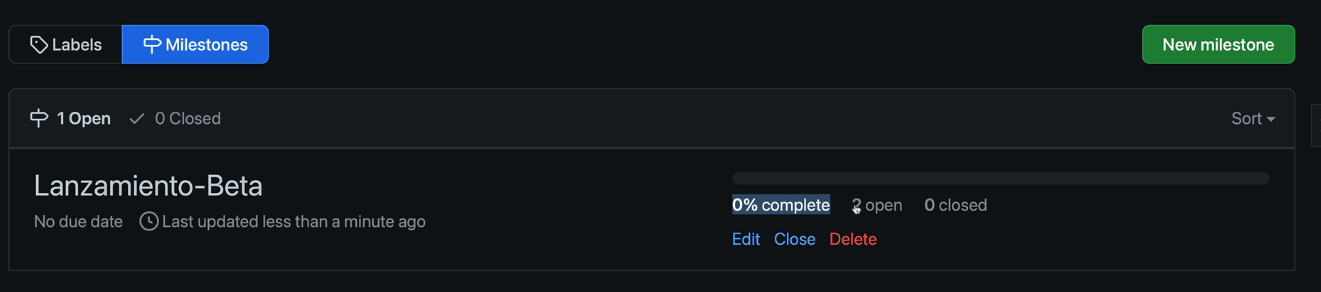 Labels Milestones New milestone
1 Open 0 Closed Sort
Lanzamiento-Beta
0% complete open 0 closed
No due date Last updated less than a minute ago
Edit Close Delete